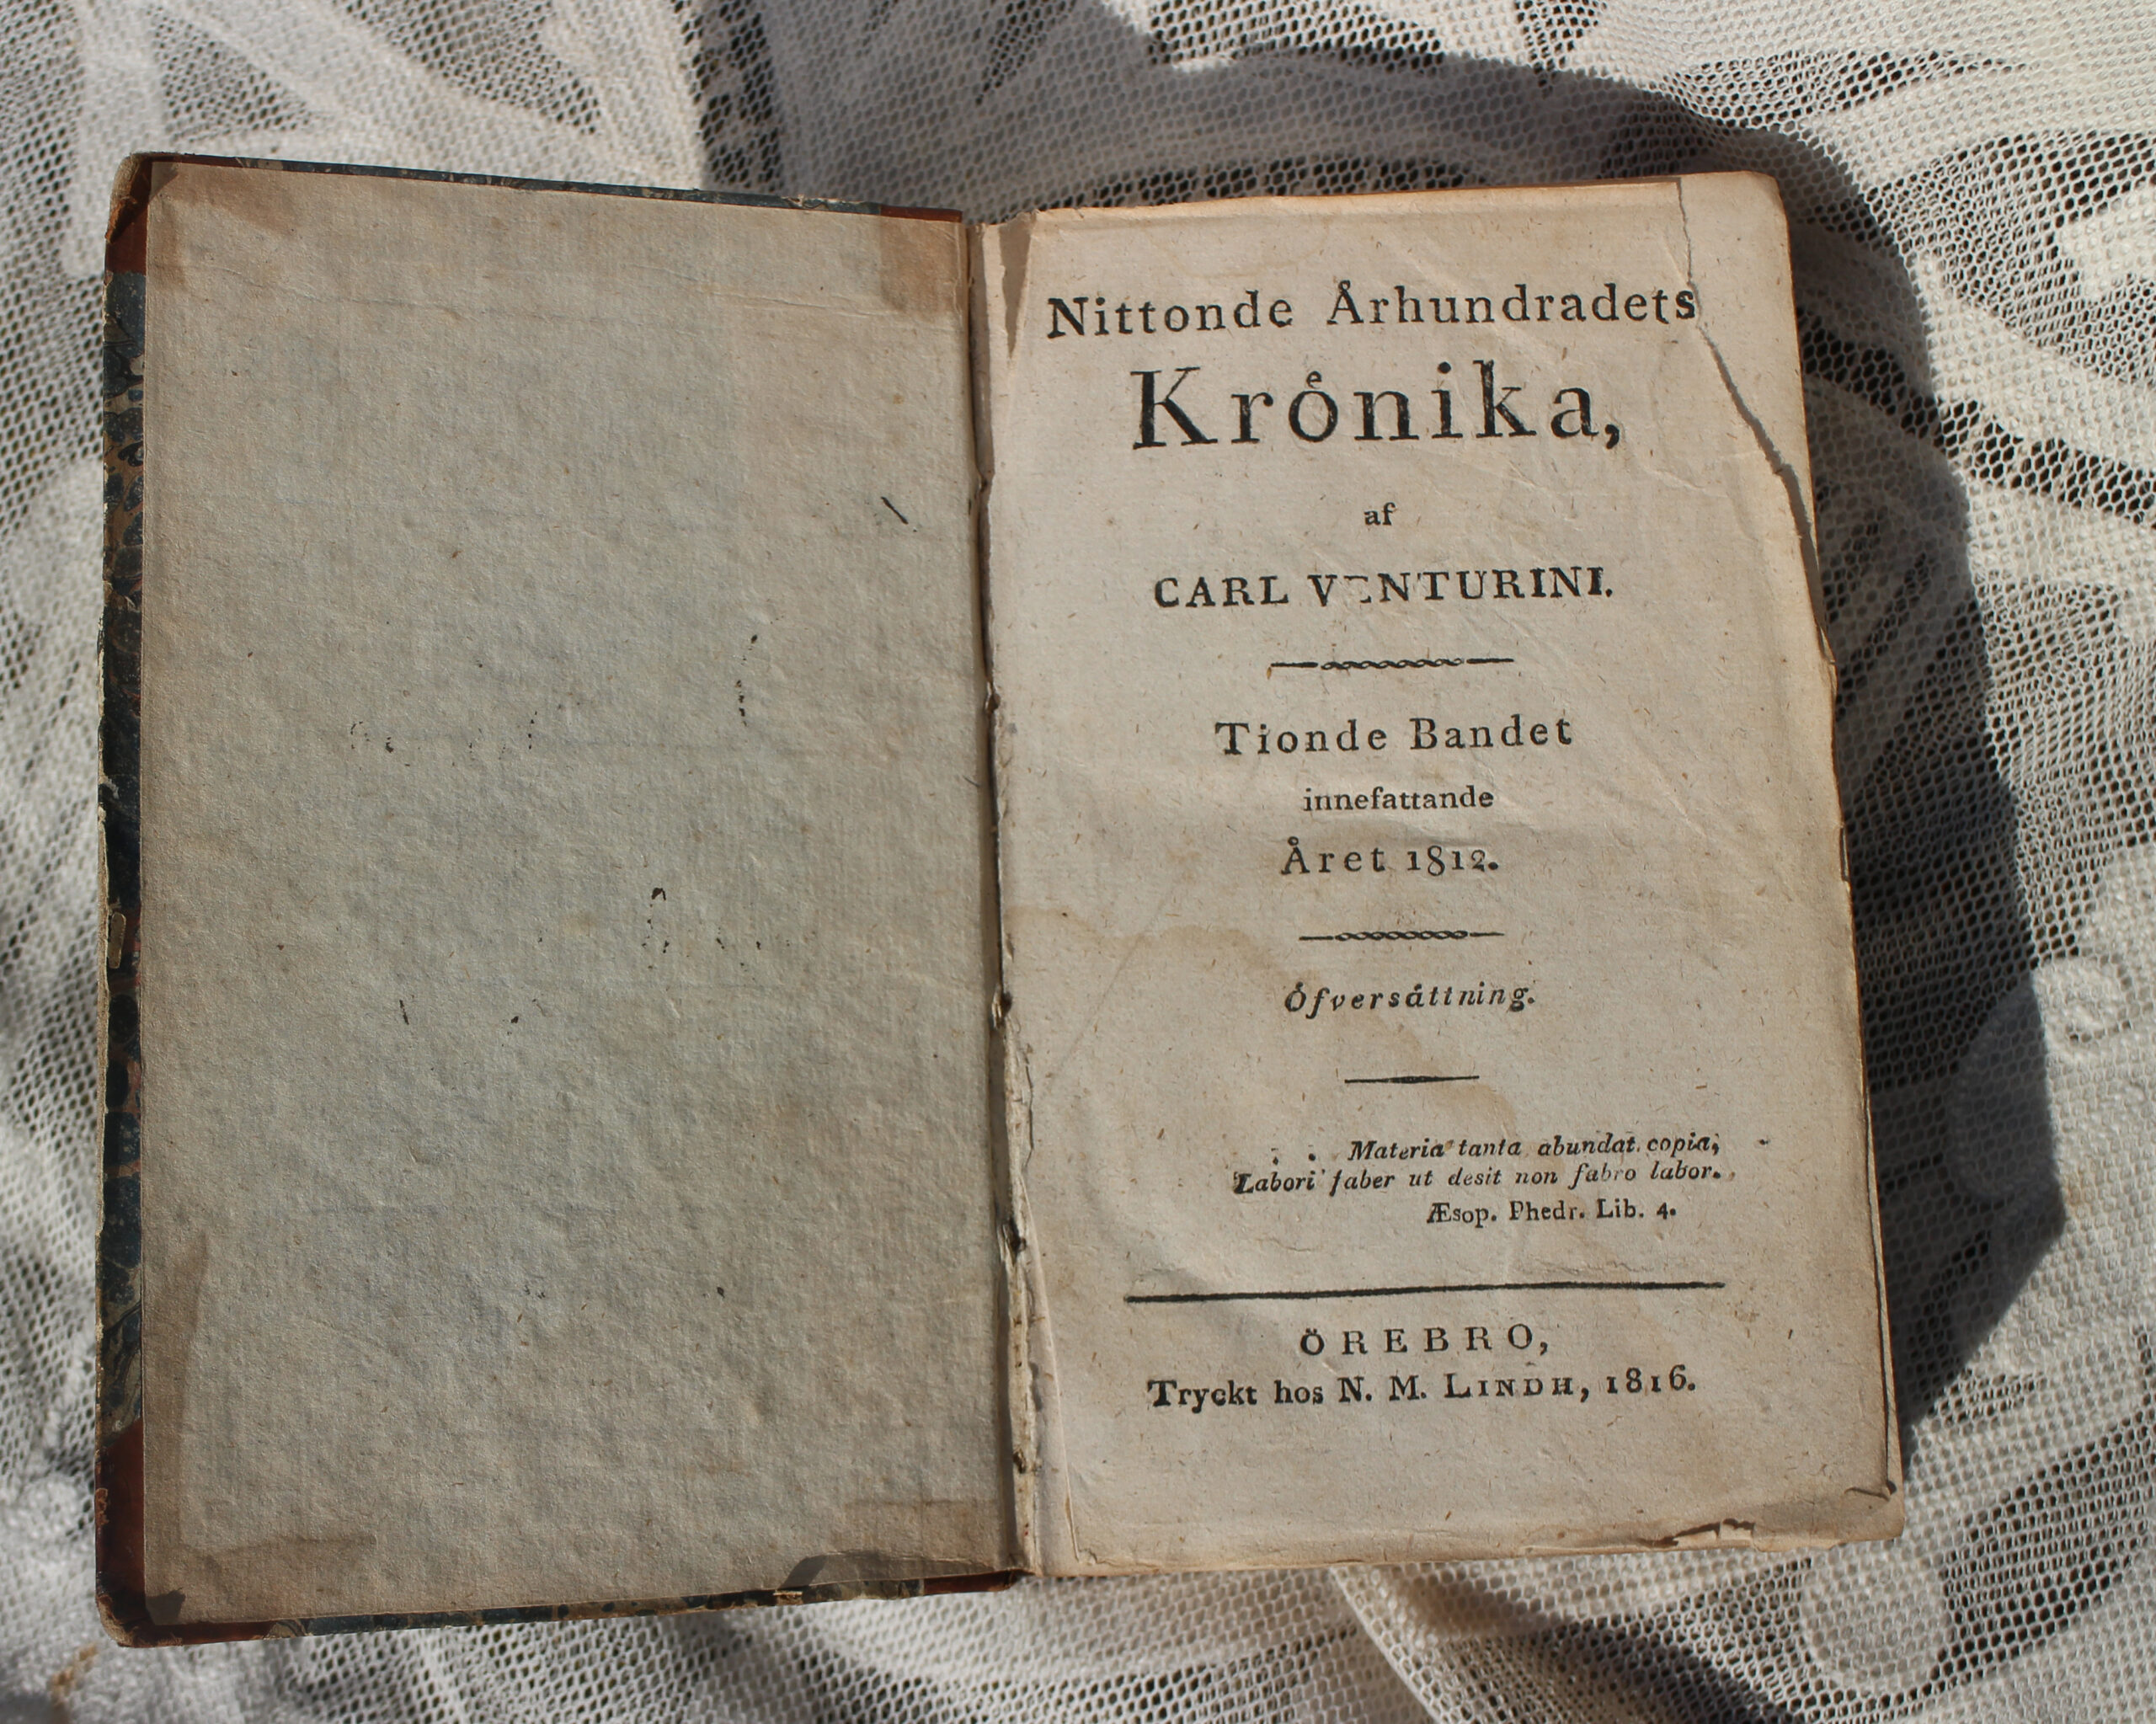 Nittonde Århundradets
Krönika,
af
CARL VENTURINI.
Tionde Bandet
innefattande
Året 1812.
Öfversättning.
. . Materia tanta abundat copia,
Labori faber ut desit non fabro labor.
Æsop. Phedr. Lib. 4.
ÖREBRO,
Tryckt hos N. M. LINDH, 1816.